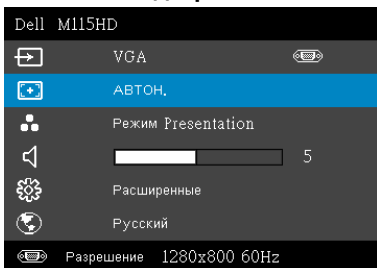 Dell M115HD
VGA
АВТОН.
Режим Presentation
5
Расширенные
Русский
Разрешение 1280x800 60Hz